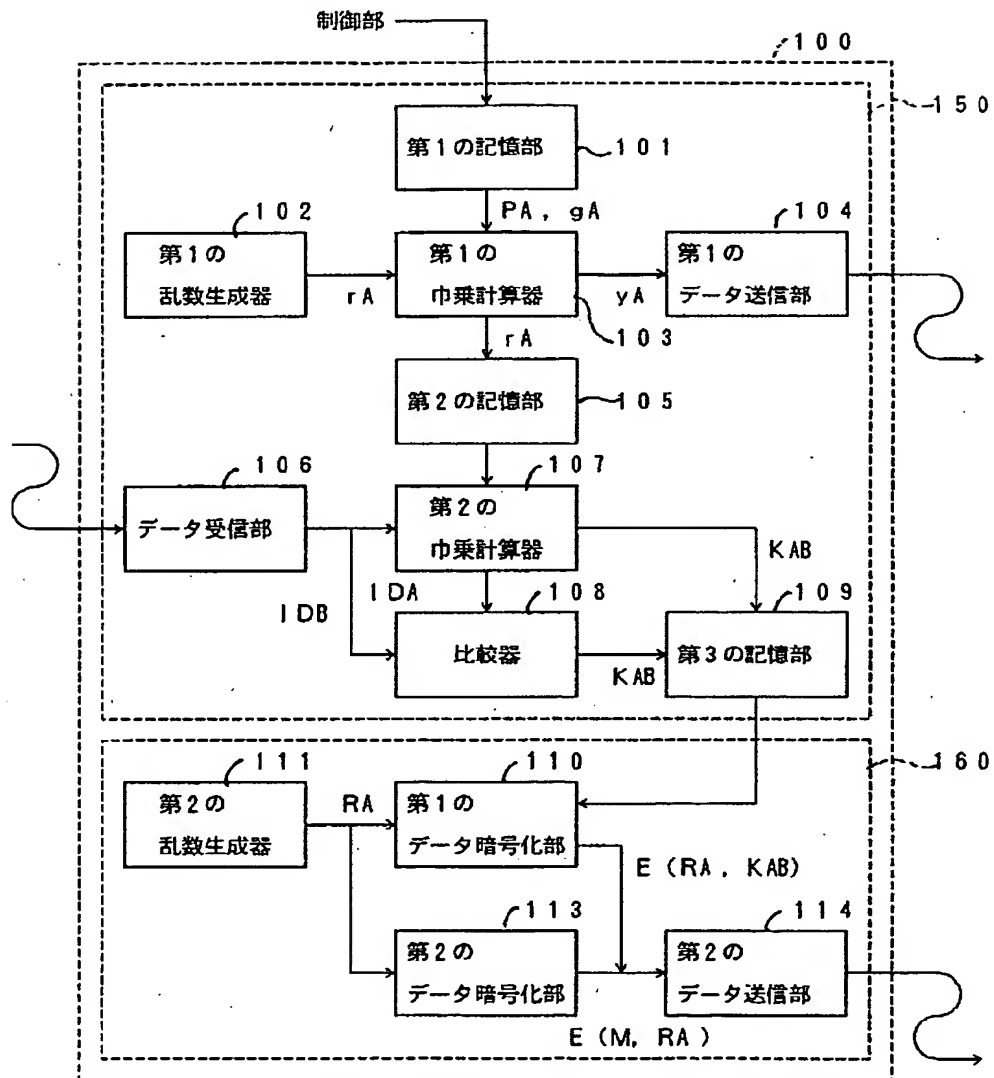 制御部
100
150
第1の記憶部
101
PA, gA
102
104
第1の
乱数生成器
rA
第1の
巾乗計算器
yA
第1の
データ送信部
103
rA
第2の記憶部
105
106
107
データ受信部
第2の
巾乗計算器
KAB
IDB
IDA
108
109
比較器
KAB
第3の記憶部
111
110
160
第2の
乱数生成器
RA
第1の
データ暗号化部
E (RA, KAB)
113
114
第2の
データ暗号化部
第2の
データ送信部
E (M, RA)